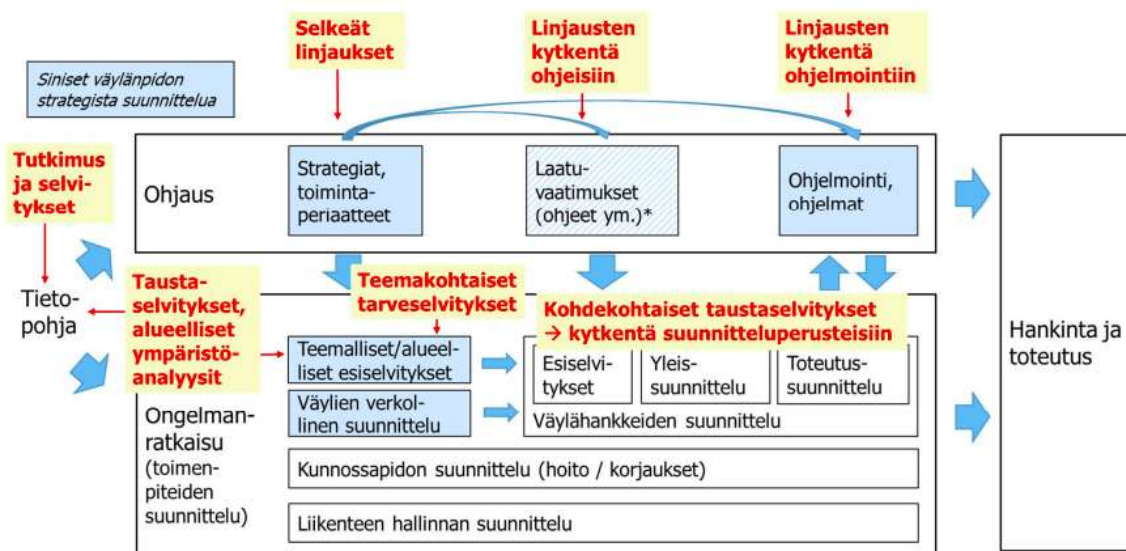 Selkeät
linjaukset
Linjausten
kytkentä
ohjeisiin
Linjausten
kytkentä
ohjelmointiin
Siniset väylänpidon
strategista suunnittelua
Tutkimus
ja selvi-
tykset
Ohjaus
Strategiat,
toiminta-
periaatteet
Laatu-
vaatimukset
(ohjeet ym.)*
Ohjelmointi,
ohjelmat
Tieto-
pohja
Tausta-
selvitykset,
alueelliset
ympäristö-
analyysit
Teemakohtaiset
tarveselvitykset
Kohdekohtaiset taustaselvitykset
→ kytkentä suunnitteluperusteisiin
Hankinta ja
toteutus
Ongelman-
ratkaisu
(toimen-
piteiden
suunnittelu)
Teemalliset/alueel-
liset esiselvitykset
Väylien verkol-
linen suunnittelu
Esiselvi-
tykset
Yleis-
suunnittelu
Toteutus-
suunnittelu
Väylähankkeiden suunnittelu
Kunnossapidon suunnittelu (hoito / korjaukset)
Liikenteen hallinnan suunnittelu